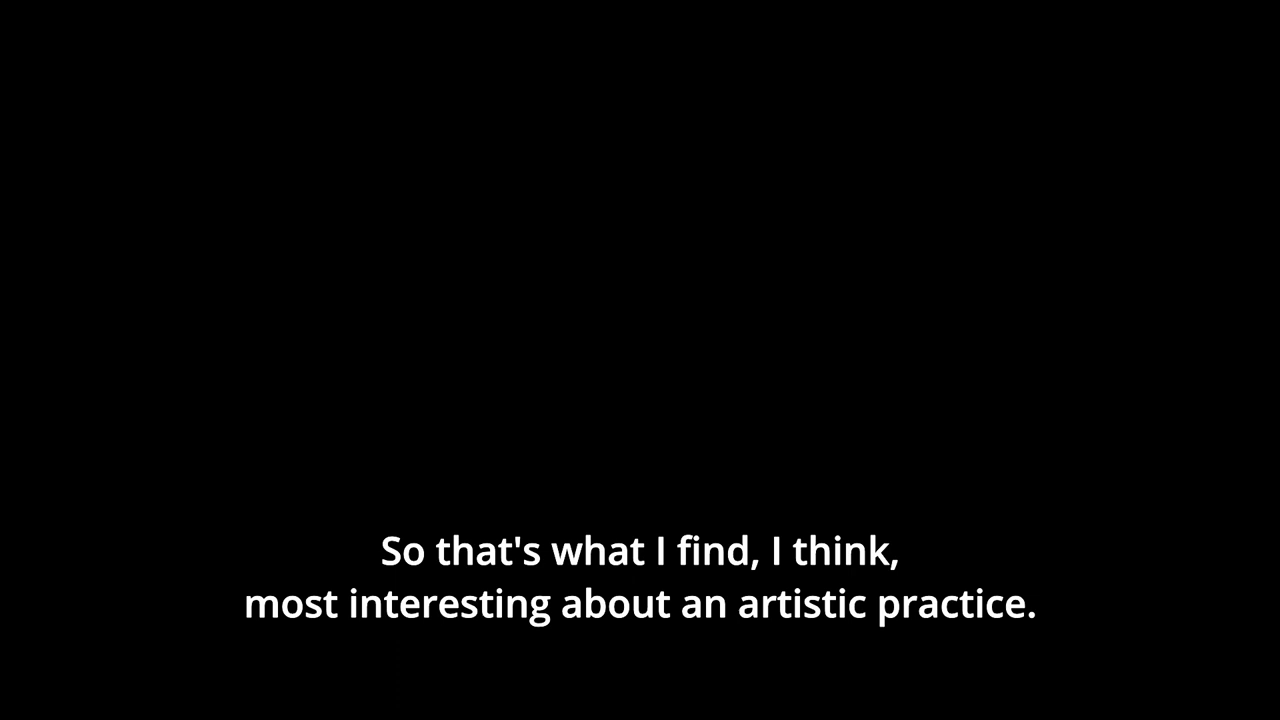 So that's what I find, I think,
most interesting about an artistic practice.